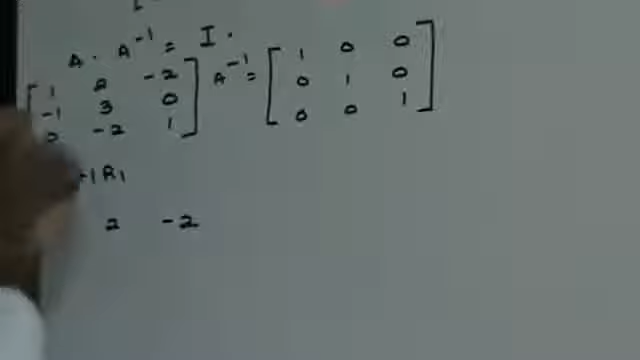 A · A⁻¹ = I ·
[ 1 2 -2 ] A⁻¹ = [ 1 0 0 ]
-1 3 0 0 1 0
0 -2 1 0 0 1
+1R1
2 -2